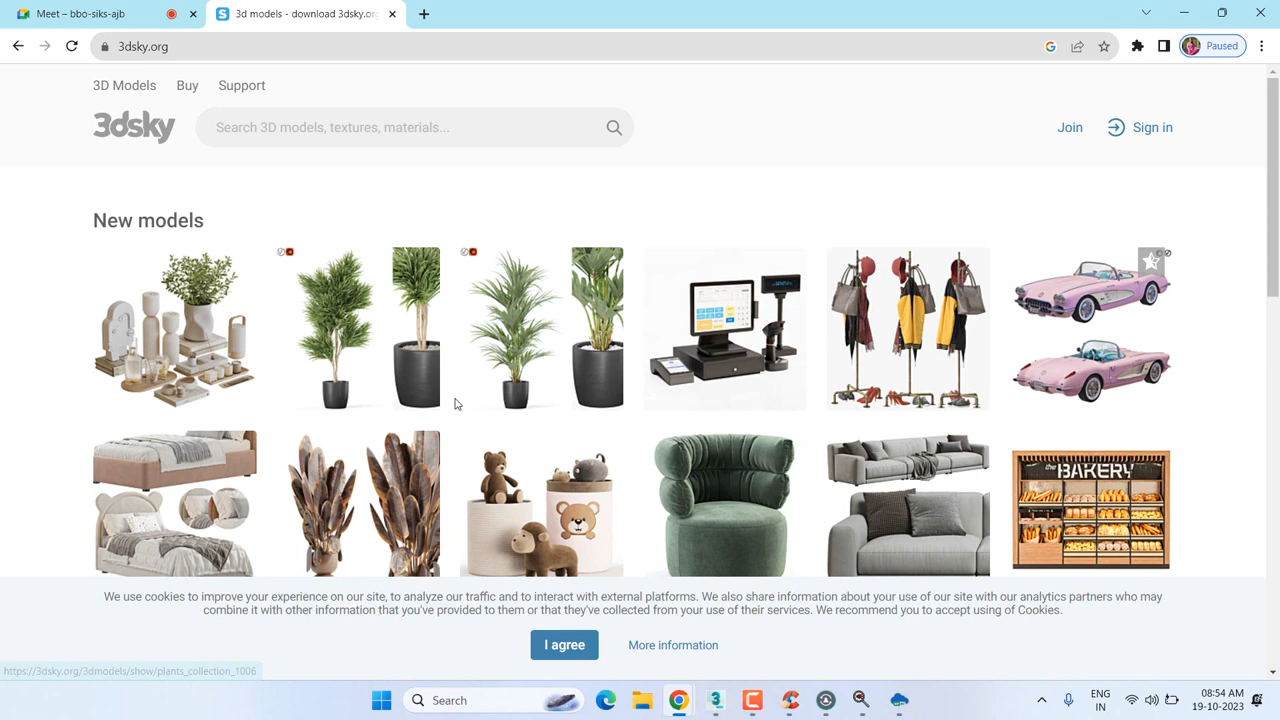 Meet – bbo-siks-ajb
3d models - download 3dsky.org
3dsky.org
Paused
3D Models
Buy
Support
3dsky
Search 3D models, textures, materials...
Join
Sign in
New models
the BAKERY
We use cookies to improve your experience on our site, to analyze our traffic and to interact with external platforms. We also share information about your use of our site with our analytics partners who may
combine it with other information that you've provided to them or that they've collected from your use of their services. We recommend you to accept using of Cookies.
I agree
More information
https://3dsky.org/3dmodels/show/plants_collection_1006
Search
ENG
IN
08:54 AM
19-10-2023